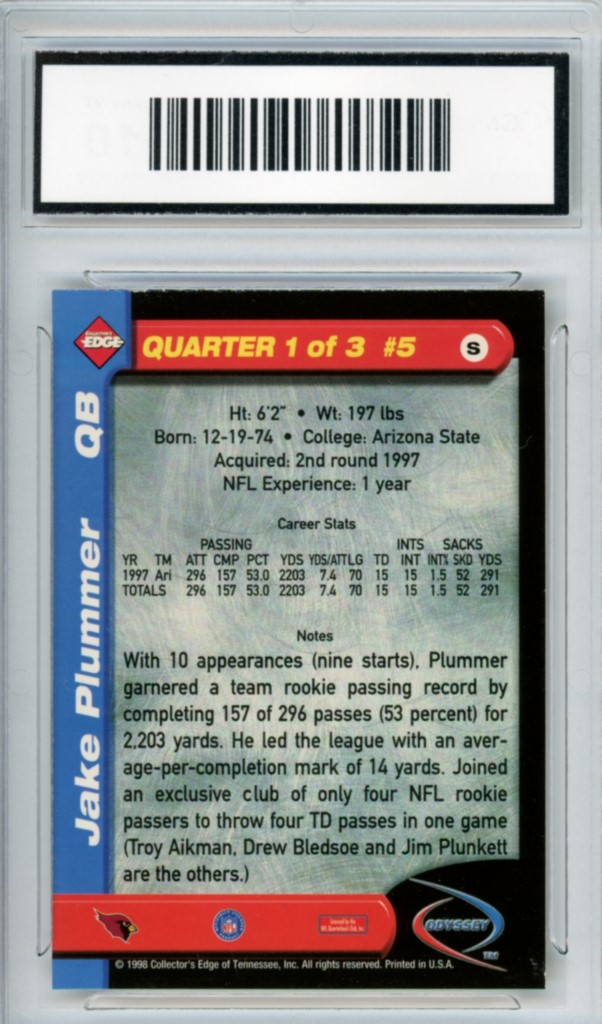 COLLECTOR'S
EDGE
QUARTER 1 of 3 #5
S
Jake Plummer QB
Ht: 6'2" • Wt: 197 lbs
Born: 12-19-74 • College: Arizona State
Acquired: 2nd round 1997
NFL Experience: 1 year
Career Stats
PASSING INTS SACKS
YR TM ATT CMP PCT YDS YDS/ATT LG TD INT INT% SKD YDS
1997 Ari 296 157 53.0 2203 7.4 70 15 15 1.5 52 291
TOTALS 296 157 53.0 2203 7.4 70 15 15 1.5 52 291
Notes
With 10 appearances (nine starts), Plummer
garnered a team rookie passing record by
completing 157 of 296 passes (53 percent) for
2,203 yards. He led the league with an aver-
age-per-completion mark of 14 yards. Joined
an exclusive club of only four NFL rookie
passers to throw four TD passes in one game
(Troy Aikman, Drew Bledsoe and Jim Plunkett
are the others.)
ODYSSEY
TM
© 1998 Collector's Edge of Tennessee, Inc. All rights reserved. Printed in U.S.A.